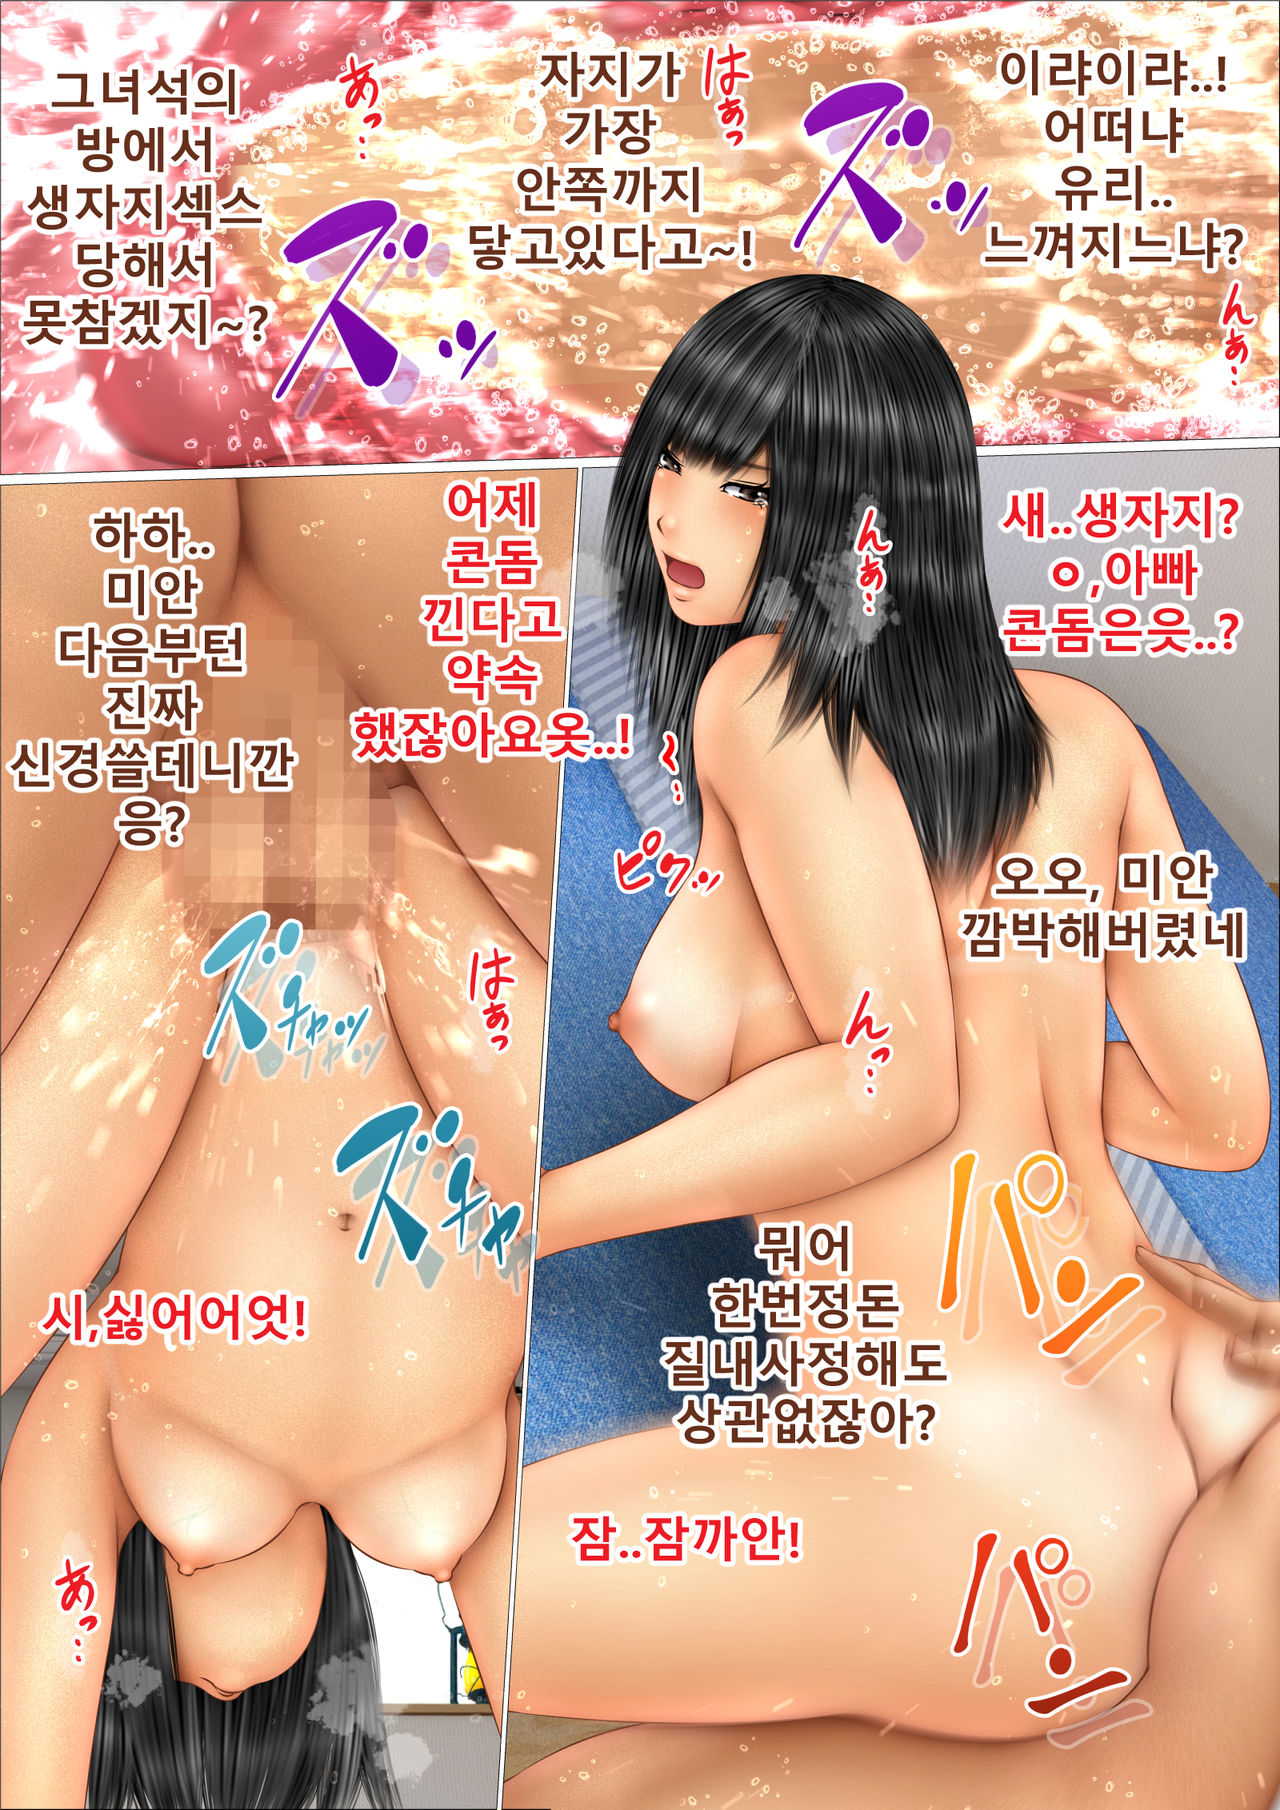 이랴이랴..!
어떠냐
유리..
느껴지느냐?
んぁ…
ズッ
はぁっ
자지가
가장
안쪽까지
닿고있다고~!
あっ…
ズッ
그녀석의
방에서
생자지섹스
당해서
못참겠지~?
새..생자지?
ㅇ,아빠
콘돔은읏..?
んぁ…
오오, 미안
깜박해버렸네
ピクッ
んっ…
パン
뭐어
한번정돈
질내사정해도
상관없잖아?
잠..잠까안!
パン
어제
콘돔
낀다고
약속
했잖아요옷..!
하하..
미안
다음부턴
진짜
신경쓸테니깐
응?
はぁっ
ズチャッ
ズチャ
시,싫어어엇!
あっ…